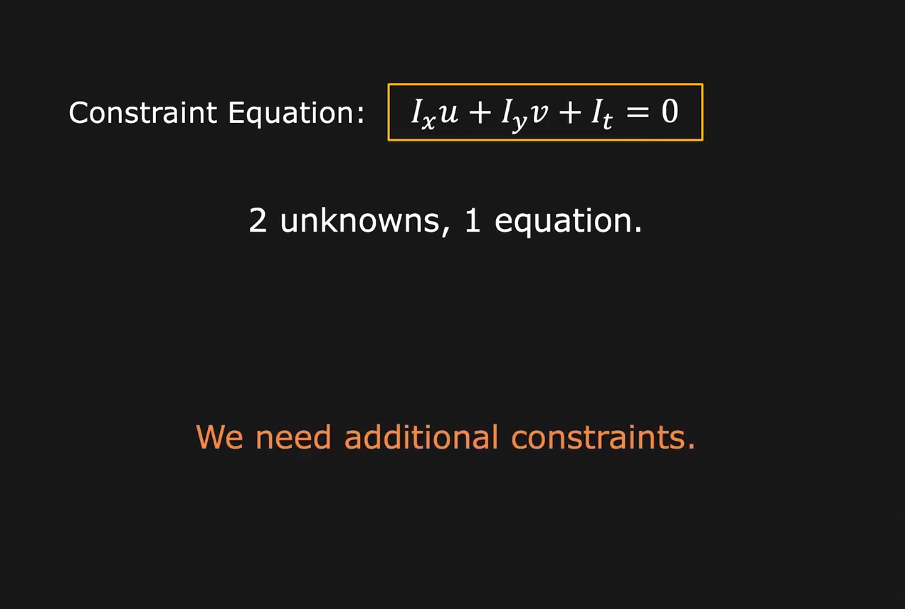 Constraint Equation: $I_x u + I_y v + I_t = 0$
2 unknowns, 1 equation.
We need additional constraints.